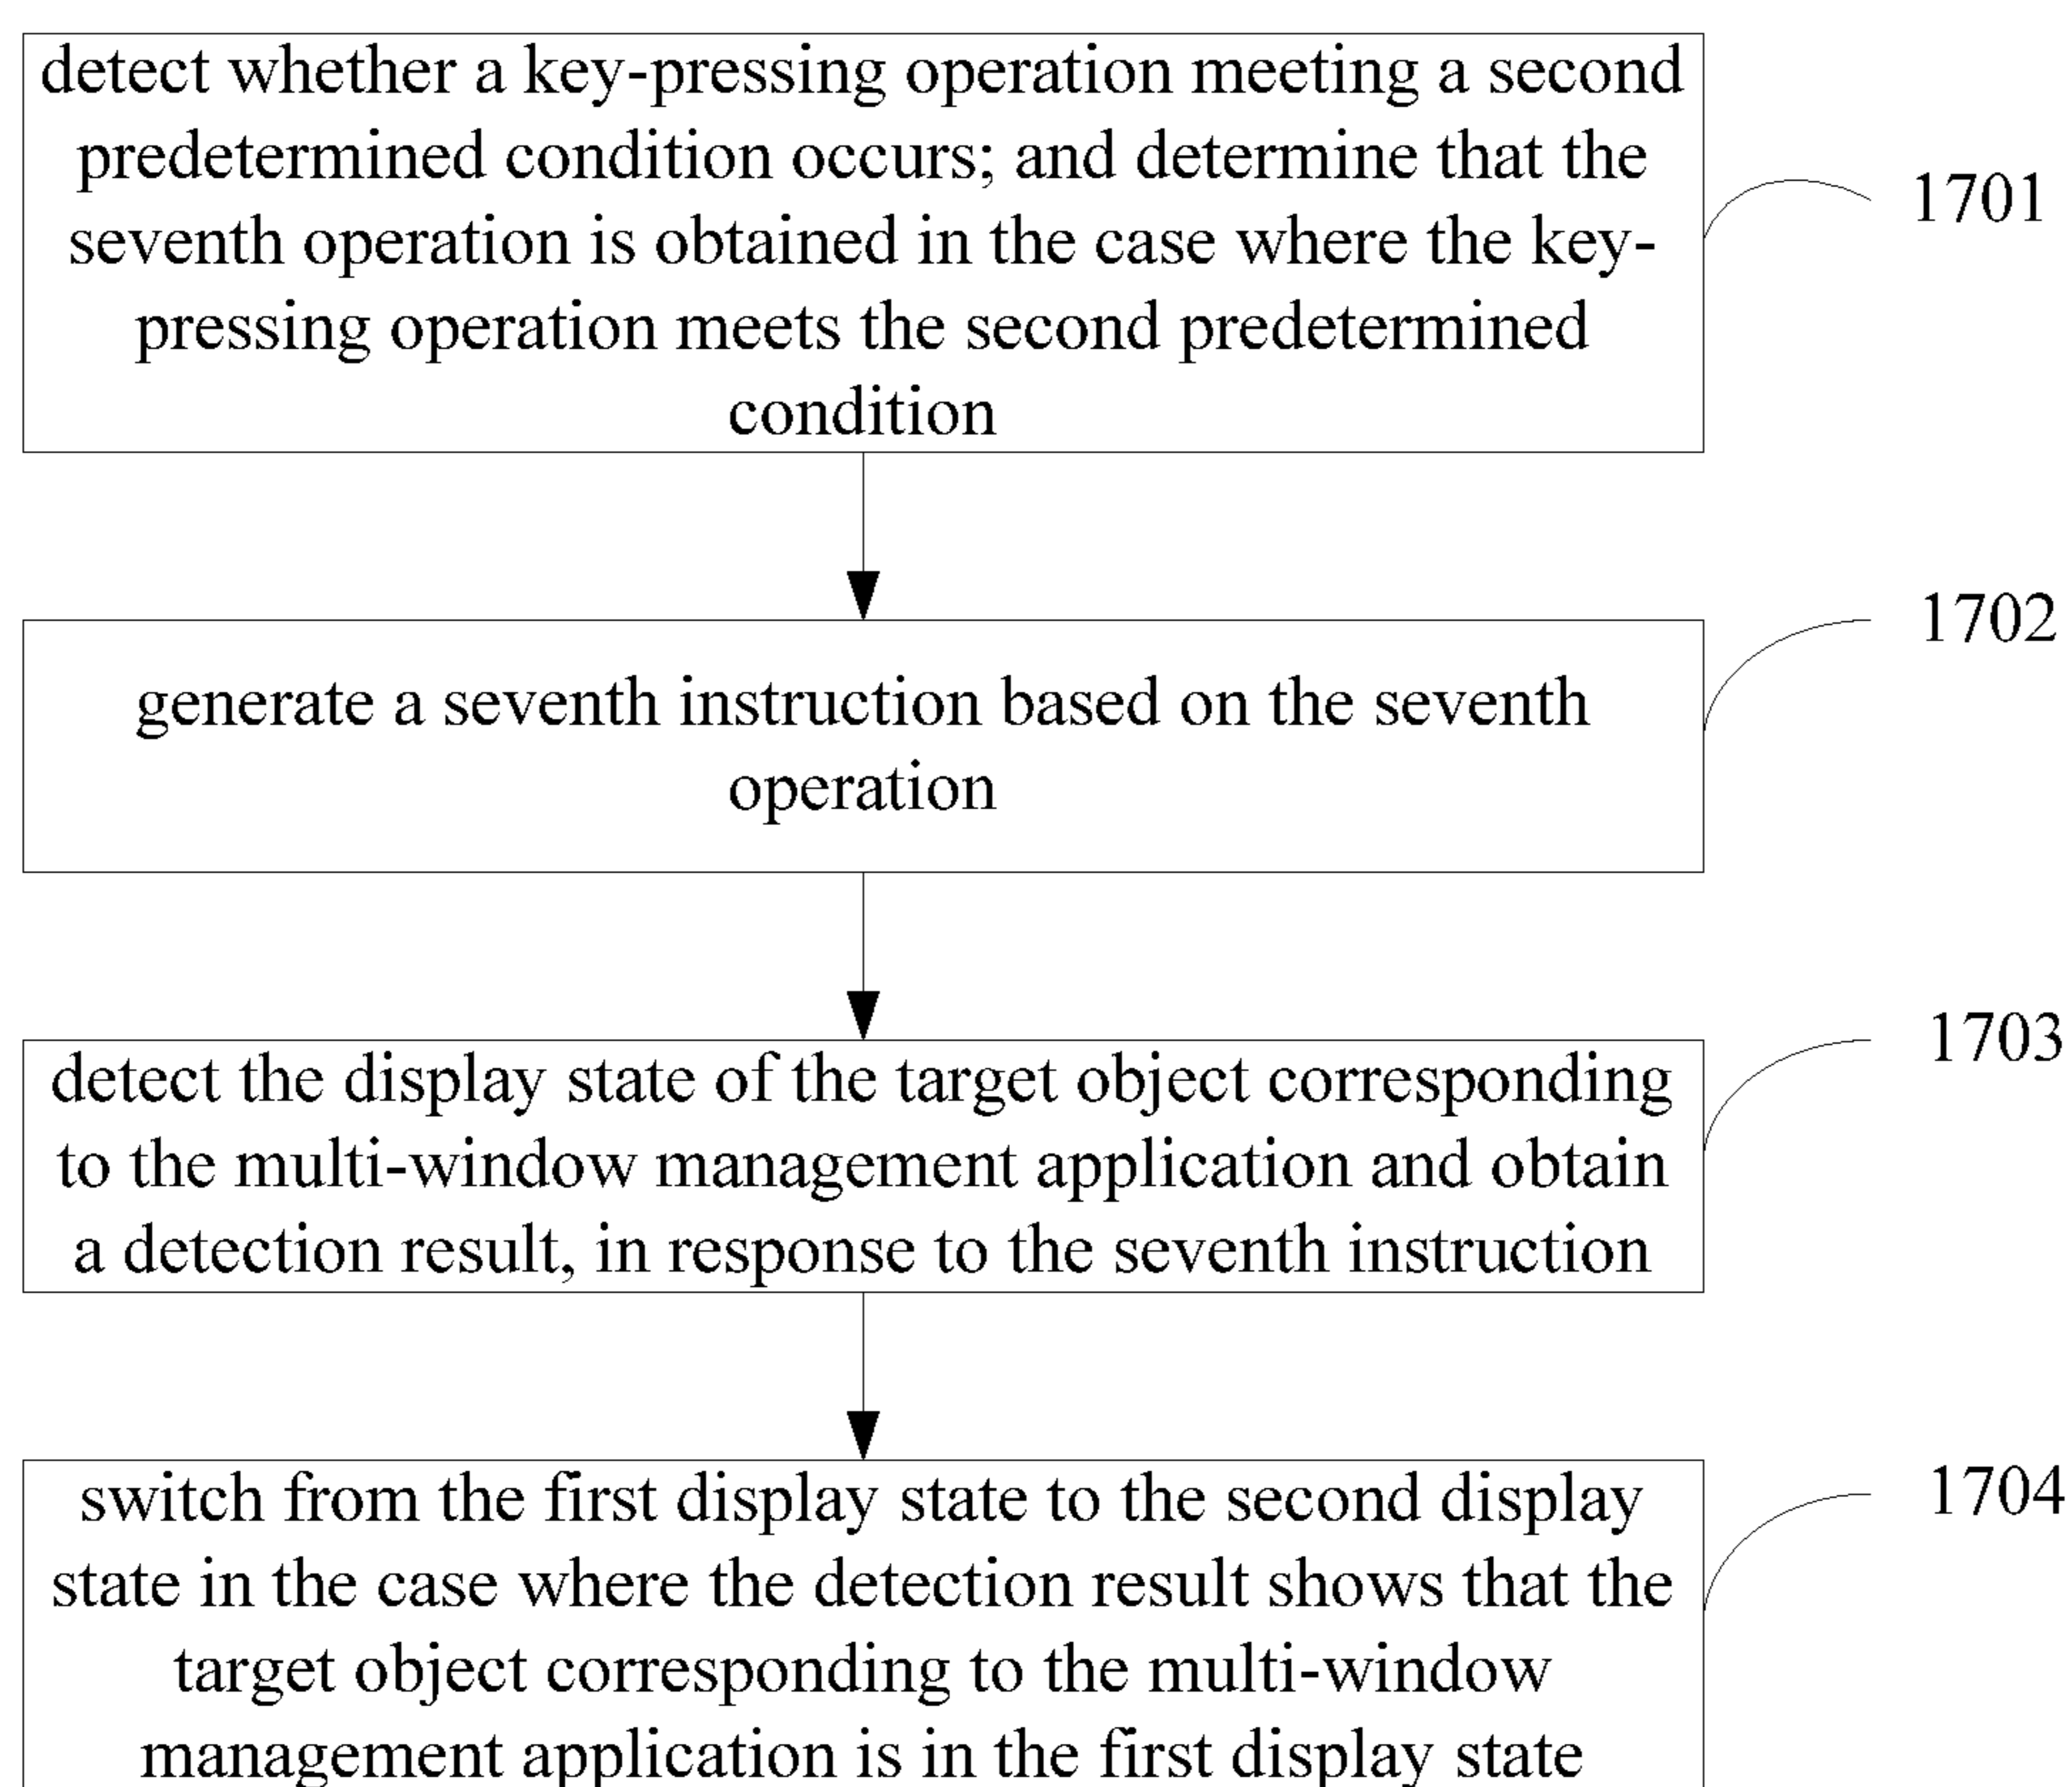 detect whether a key-pressing operation meeting a second
predetermined condition occurs; and determine that the
seventh operation is obtained in the case where the key-
pressing operation meets the second predetermined
condition
1701
generate a seventh instruction based on the seventh
operation
1702
detect the display state of the target object corresponding
to the multi-window management application and obtain
a detection result, in response to the seventh instruction
1703
switch from the first display state to the second display
state in the case where the detection result shows that the
target object corresponding to the multi-window
management application is in the first display state
1704